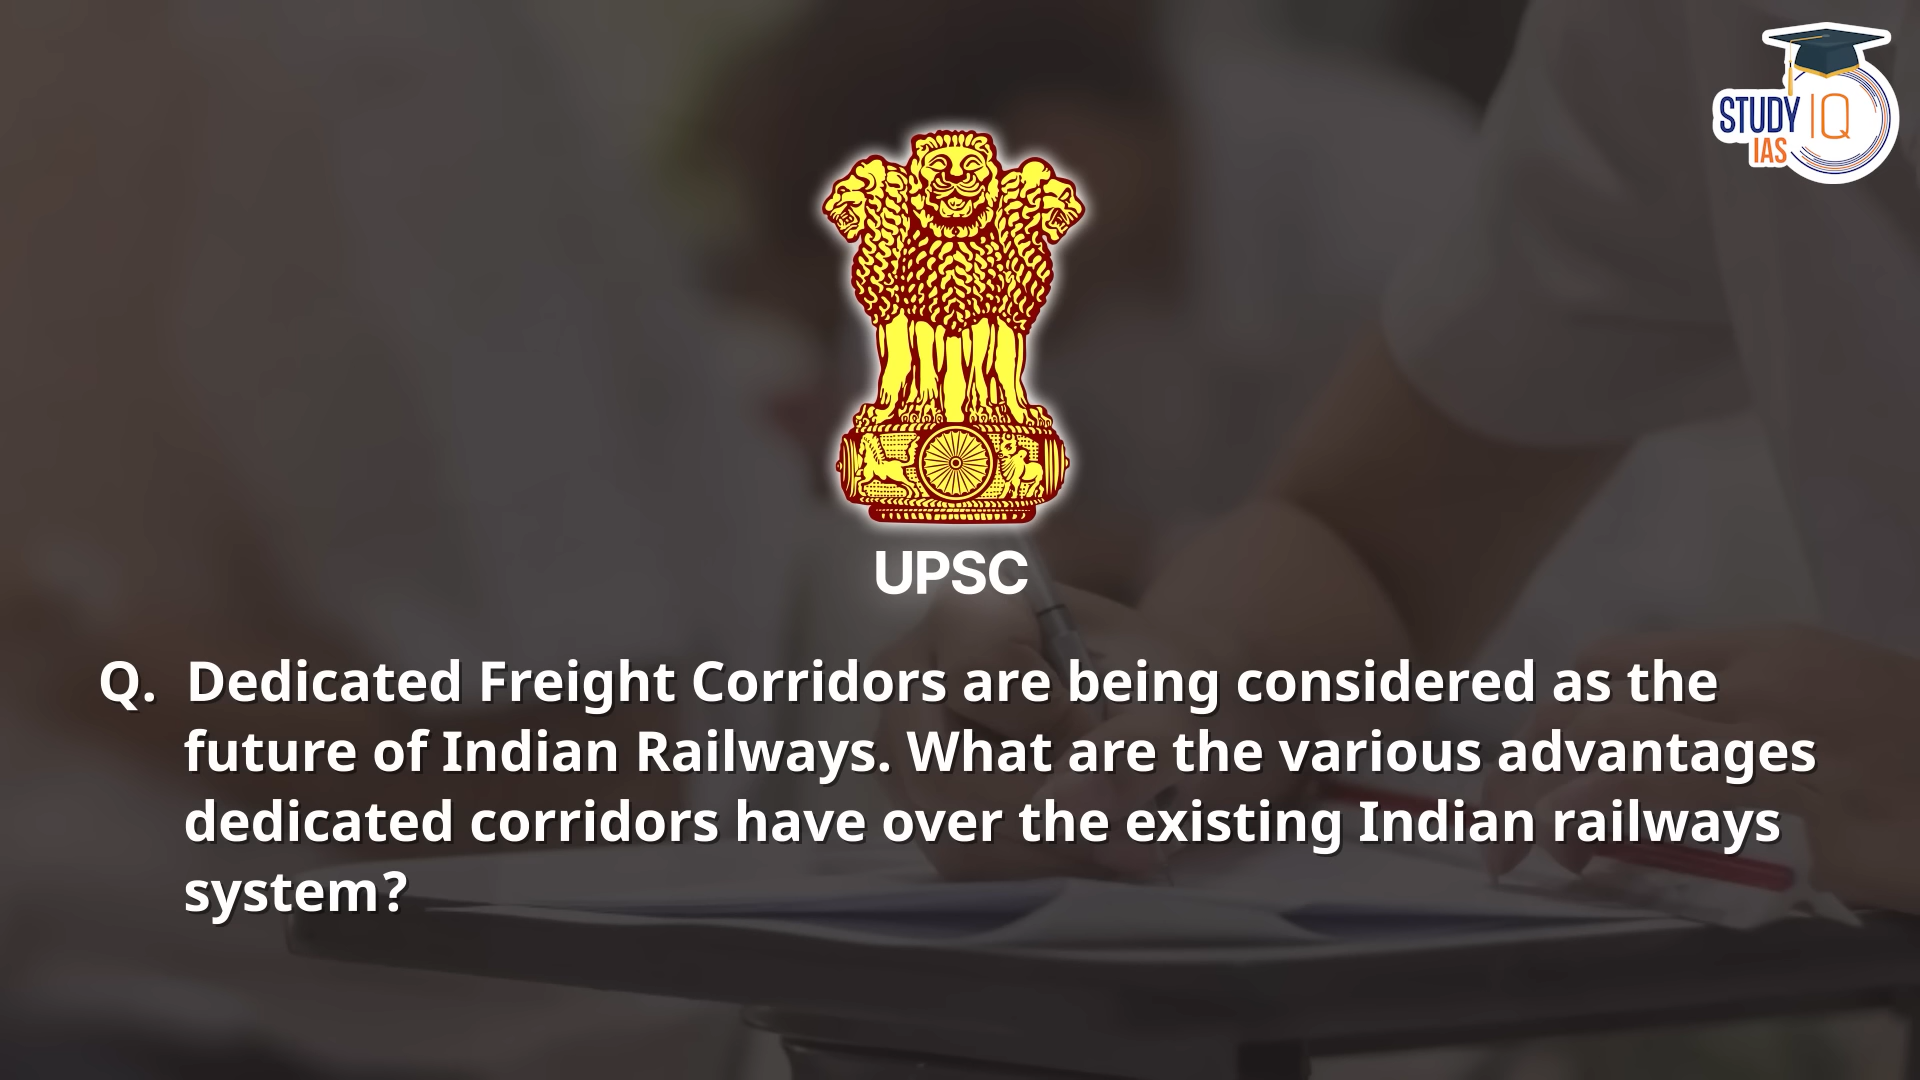 STUDY IQ
IAS
UPSC
Q. Dedicated Freight Corridors are being considered as the
future of Indian Railways. What are the various advantages
dedicated corridors have over the existing Indian railways
system?